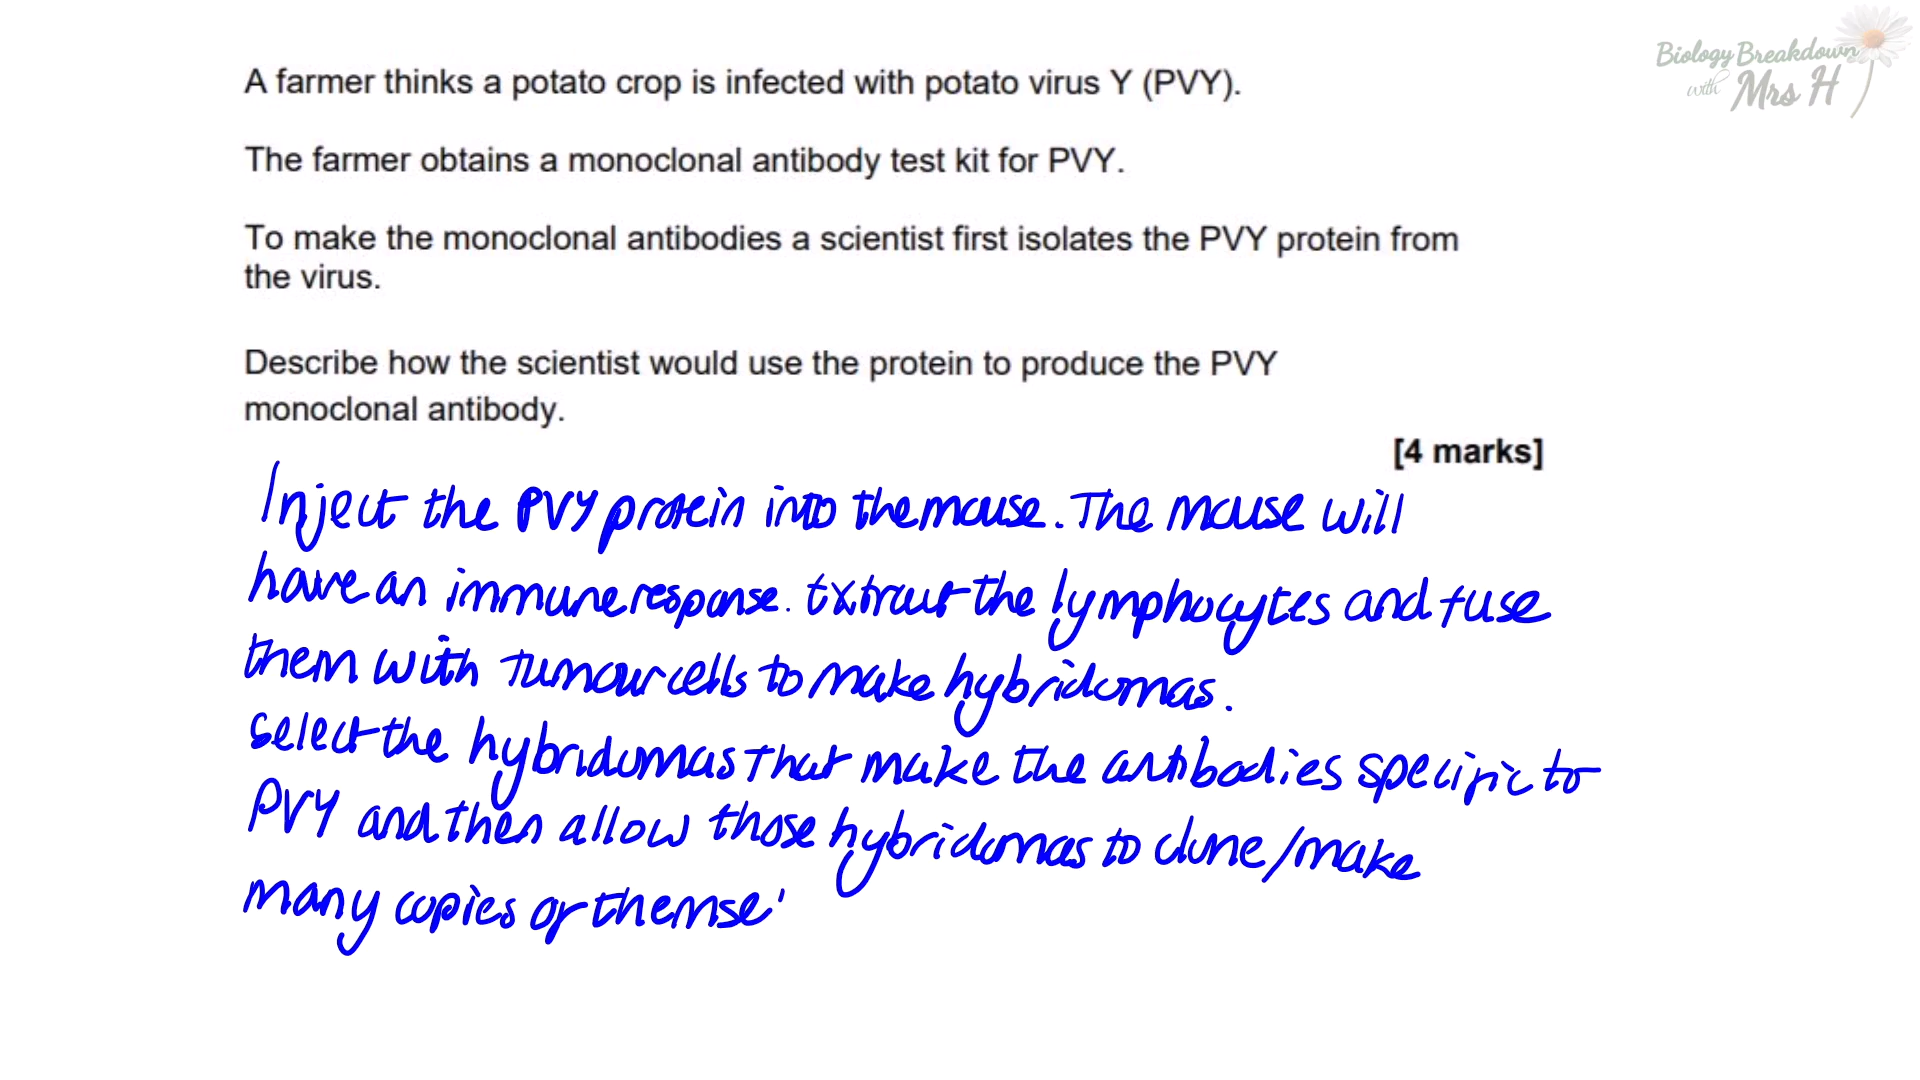 Biology Breakdown
with Mrs H
A farmer thinks a potato crop is infected with potato virus Y (PVY).
The farmer obtains a monoclonal antibody test kit for PVY.
To make the monoclonal antibodies a scientist first isolates the PVY protein from
the virus.
Describe how the scientist would use the protein to produce the PVY
monoclonal antibody.
[4 marks]
Inject the PVY protein into the mouse. The mouse will
have an immune response. Extract the lymphocytes and fuse
them with tumour cells to make hybridomas.
select the hybridomas that make the antibodies specific to
PVY and then allow those hybridomas to clone/make
many copies of themse